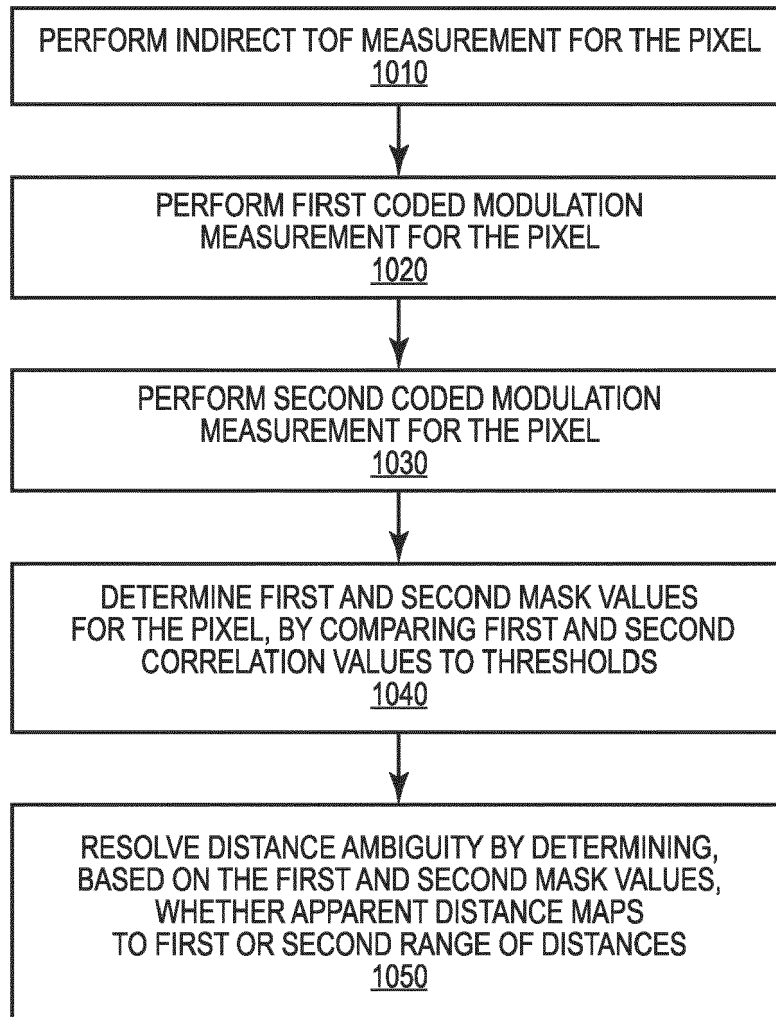 PERFORM INDIRECT TOF MEASUREMENT FOR THE PIXEL
1010
PERFORM FIRST CODED MODULATION
MEASUREMENT FOR THE PIXEL
1020
PERFORM SECOND CODED MODULATION
MEASUREMENT FOR THE PIXEL
1030
DETERMINE FIRST AND SECOND MASK VALUES
FOR THE PIXEL, BY COMPARING FIRST AND SECOND
CORRELATION VALUES TO THRESHOLDS
1040
RESOLVE DISTANCE AMBIGUITY BY DETERMINING,
BASED ON THE FIRST AND SECOND MASK VALUES,
WHETHER APPARENT DISTANCE MAPS
TO FIRST OR SECOND RANGE OF DISTANCES
1050